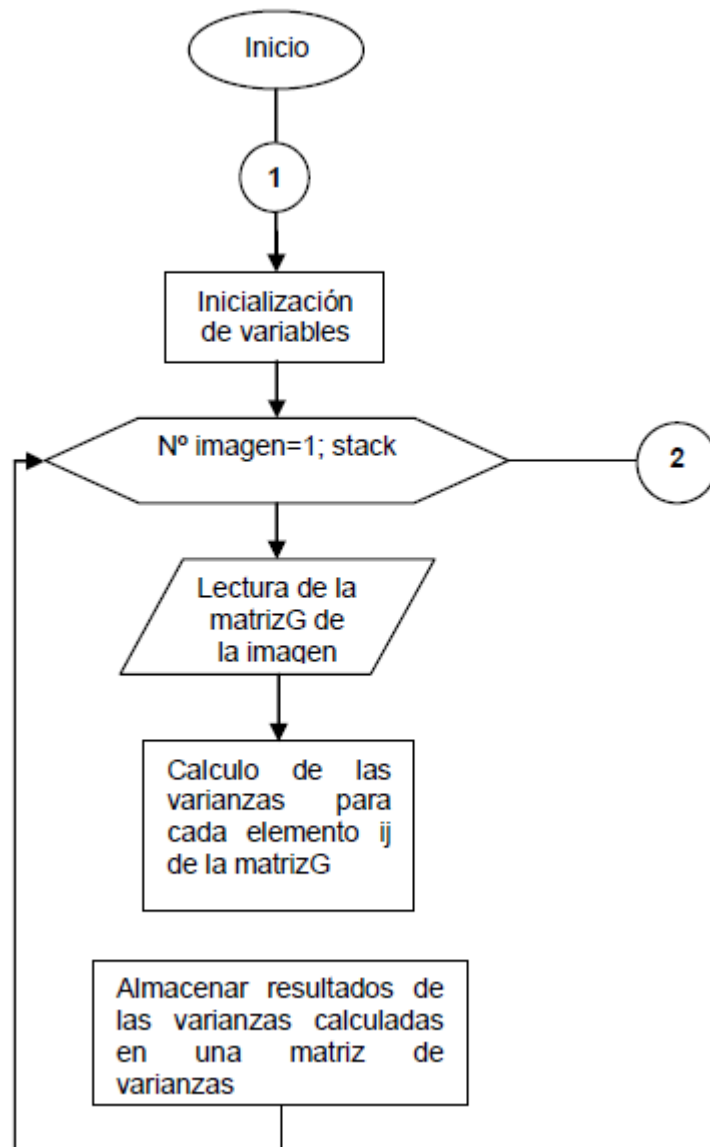 Inicio
1
Inicialización
de variables
Nº imagen=1; stack
2
Lectura de la
matrizG de
la imagen
Calculo de las
varianzas para
cada elemento ij
de la matrizG
Almacenar resultados de
las varianzas calculadas
en una matriz de
varianzas